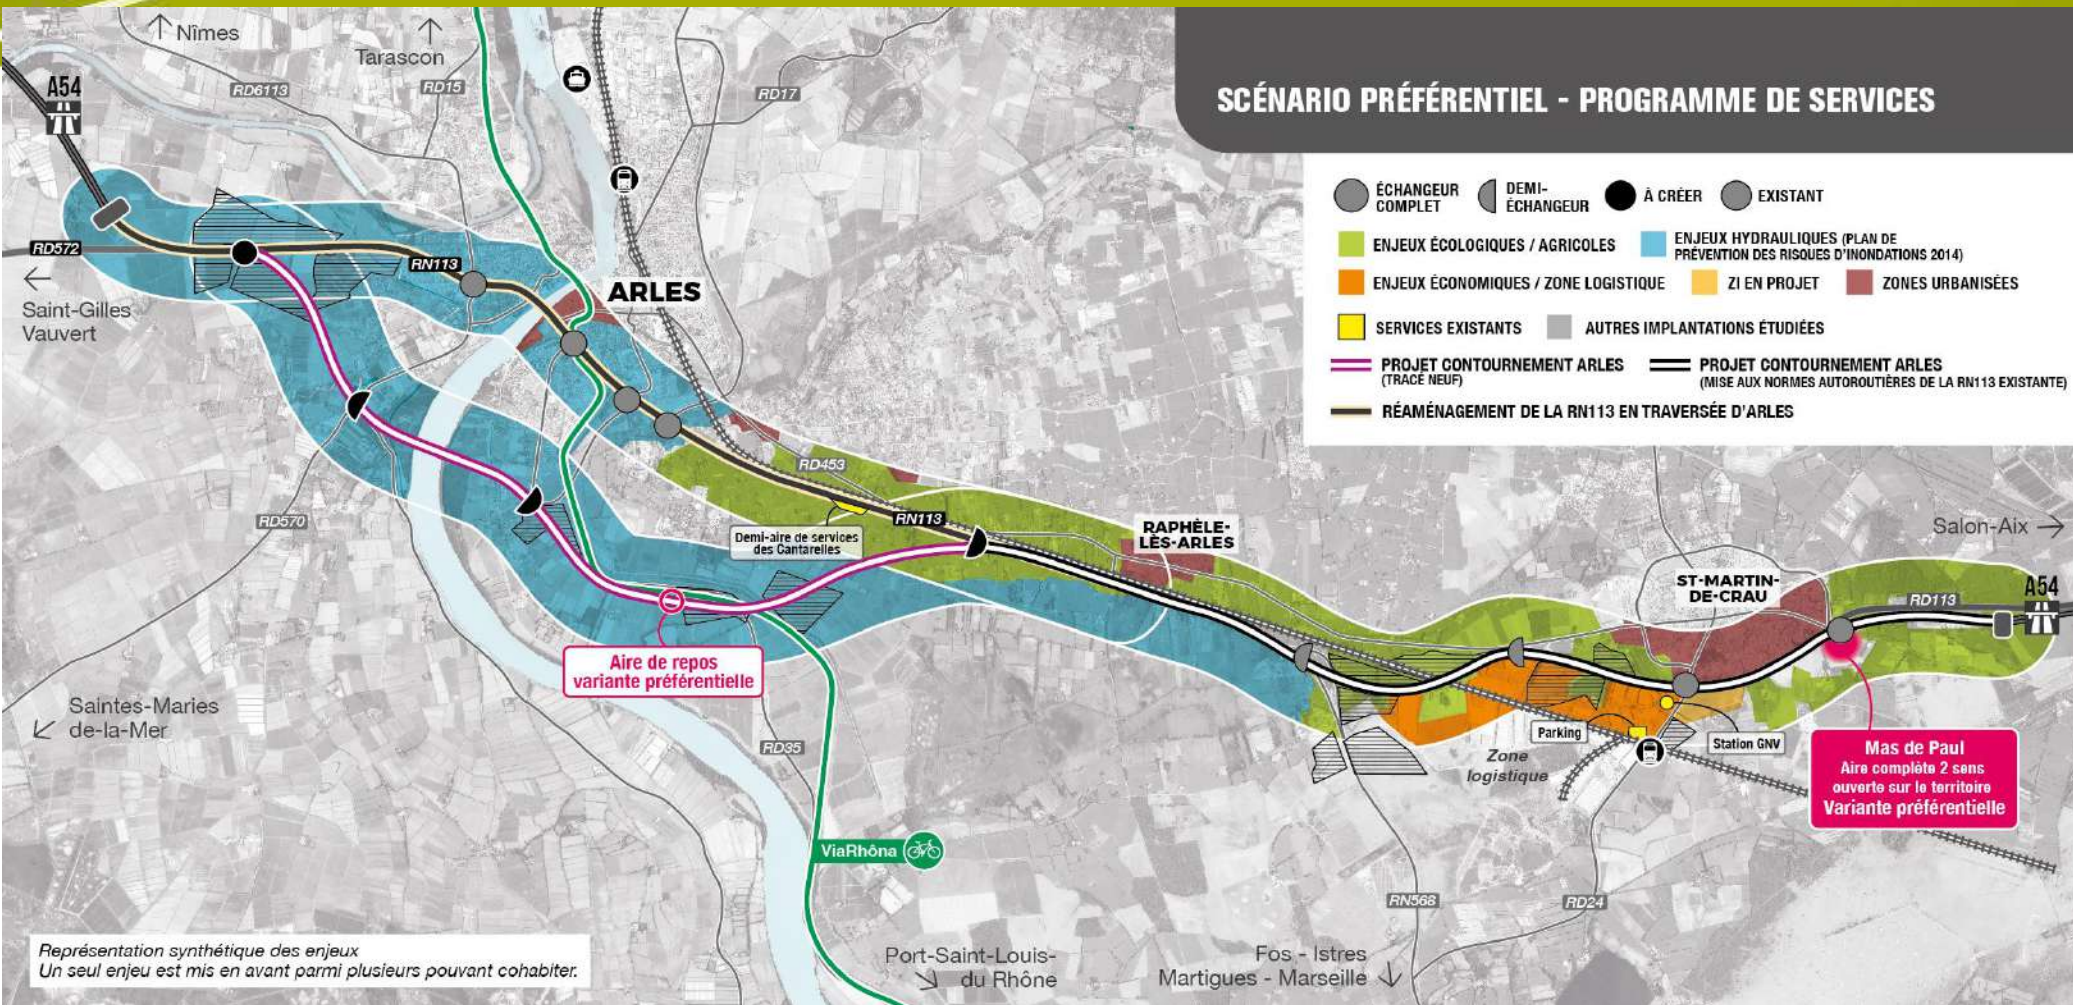 SCÉNARIO PRÉFÉRENTIEL - PROGRAMME DE SERVICES
ÉCHANGEUR
COMPLET
DEMI-
ÉCHANGEUR
À CRÉER
EXISTANT
ENJEUX ÉCOLOGIQUES / AGRICOLES
ENJEUX HYDRAULIQUES (PLAN DE
PRÉVENTION DES RISQUES D'INONDATIONS 2014)
ENJEUX ÉCONOMIQUES / ZONE LOGISTIQUE
ZI EN PROJET
ZONES URBANISÉES
SERVICES EXISTANTS
AUTRES IMPLANTATIONS ÉTUDIÉES
PROJET CONTOURNEMENT ARLES
(TRACÉ NEUF)
PROJET CONTOURNEMENT ARLES
(MISE AUX NORMES AUTOROUTIÈRES DE LA RN113 EXISTANTE)
RÉAMÉNAGEMENT DE LA RN113 EN TRAVERSÉE D'ARLES
Nîmes
Tarascon
A54
RD6113
RD15
RD17
RD572
RN113
Saint-Gilles
Vauvert
ARLES
RD453
RD570
Demi-aire de services
des Cantarelles
RN113
RAPHÈLE-
LÈS-ARLES
Salon-Aix
ST-MARTIN-
DE-CRAU
A54
RD113
Aire de repos
variante préférentielle
Saintes-Maries
de-la-Mer
RD35
Parking
Station GNV
Zone
logistique
Mas de Paul
Aire complète 2 sens
ouverte sur le territoire
Variante préférentielle
ViaRhôna
RN568
RD24
Représentation synthétique des enjeux
Un seul enjeu est mis en avant parmi plusieurs pouvant cohabiter.
Port-Saint-Louis-
du Rhône
Fos - Istres
Martigues - Marseille